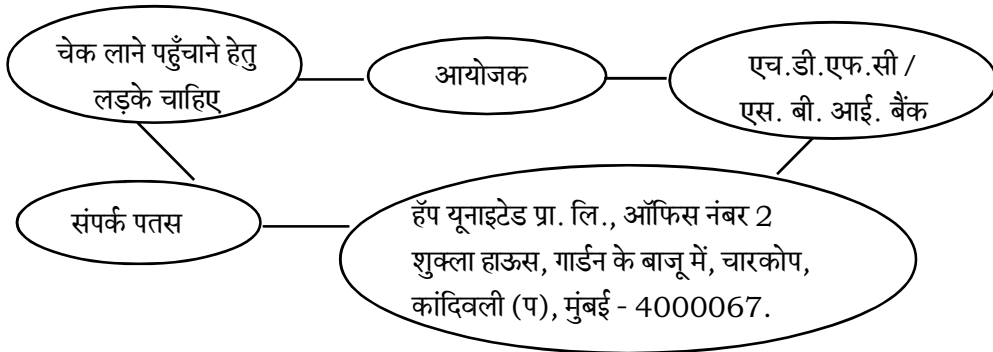 चेक लाने पहुँचाने हेतु
लड़के चाहिए
आयोजक
एच.डी.एफ.सी /
एस. बी. आई. बैंक
संपर्क पतस
हॅप यूनाइटेड प्रा. लि., ऑफिस नंबर 2
शुक्ला हाऊस, गार्डन के बाजू में, चारकोप,
कांदिवली (प), मुंबई - 4000067.